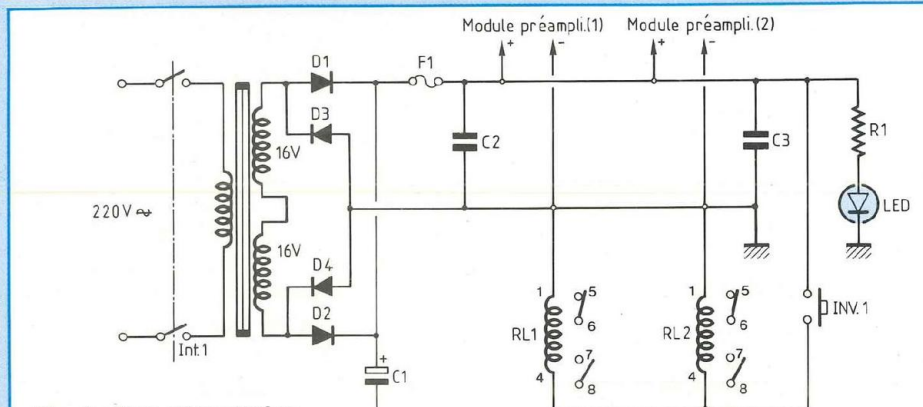 Module préampli.(1) Module préampli.(2)
+ - + -
D1 F1
D3
16V C2 C3 R1
220V ~ LED
16V
D4
1 5 1 5
D2 6 6 INV.1
RL1 RL2
7 7
Int.1 + 4 8 4 8
C1